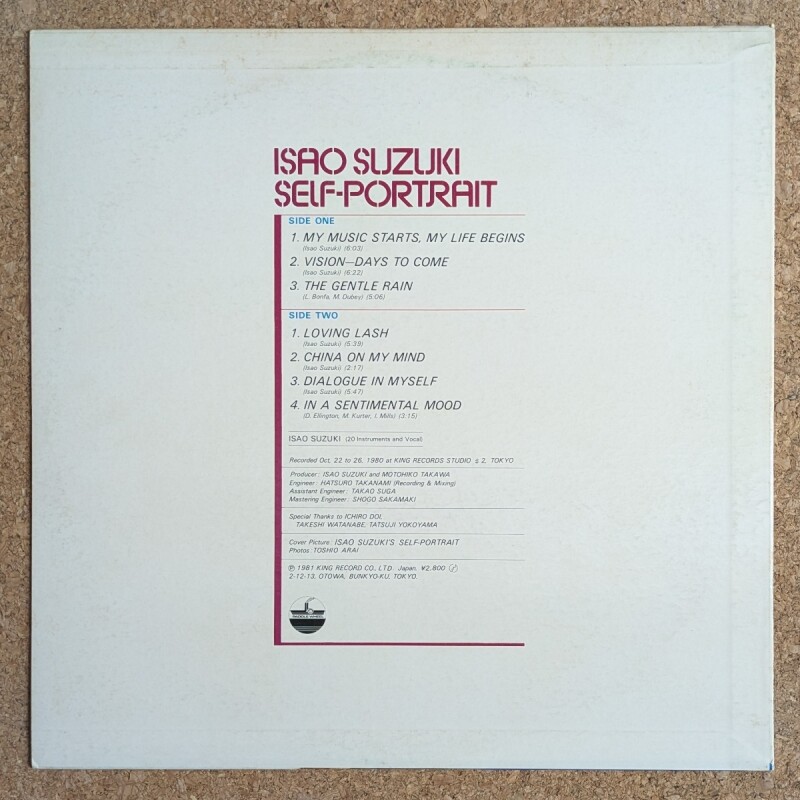 ISAO SUZUKI
SELF-PORTRAIT
SIDE ONE
1. MY MUSIC STARTS, MY LIFE BEGINS
(Isao Suzuki) (6:03)
2. VISION—DAYS TO COME
(Isao Suzuki) (6:22)
3. THE GENTLE RAIN
(L. Bonfa, M. Dubey) (5:06)
SIDE TWO
1. LOVING LASH
(Isao Suzuki) (5:39)
2. CHINA ON MY MIND
(Isao Suzuki) (2:17)
3. DIALOGUE IN MYSELF
(Isao Suzuki) (5:47)
4. IN A SENTIMENTAL MOOD
(D. Ellington, M. Kurter, I. Mills) (3:15)
ISAO SUZUKI (20 Instruments and Vocal)
Recorded Oct, 22 to 26, 1980 at KING RECORDS STUDIO ♯2, TOKYO
Producer: ISAO SUZUKI and MOTOHIKO TAKAWA
Engineer: HATSURO TAKANAMI (Recording & Mixing)
Assistant Engineer: TAKAO SUGA
Mastering Engineer: SHOGO SAKAMAKI
Special Thanks to ICHIRO DOI,
TAKESHI WATANABE, TATSUJI YOKOYAMA
Cover Picture: ISAO SUZUKI'S SELF-PORTRAIT
Photos: TOSHIO ARAI
℗ 1981 KING RECORD CO., LTD. Japan. ¥2,800
2-12-13, OTOWA, BUNKYO-KU, TOKYO.
PADDLE WHEEL